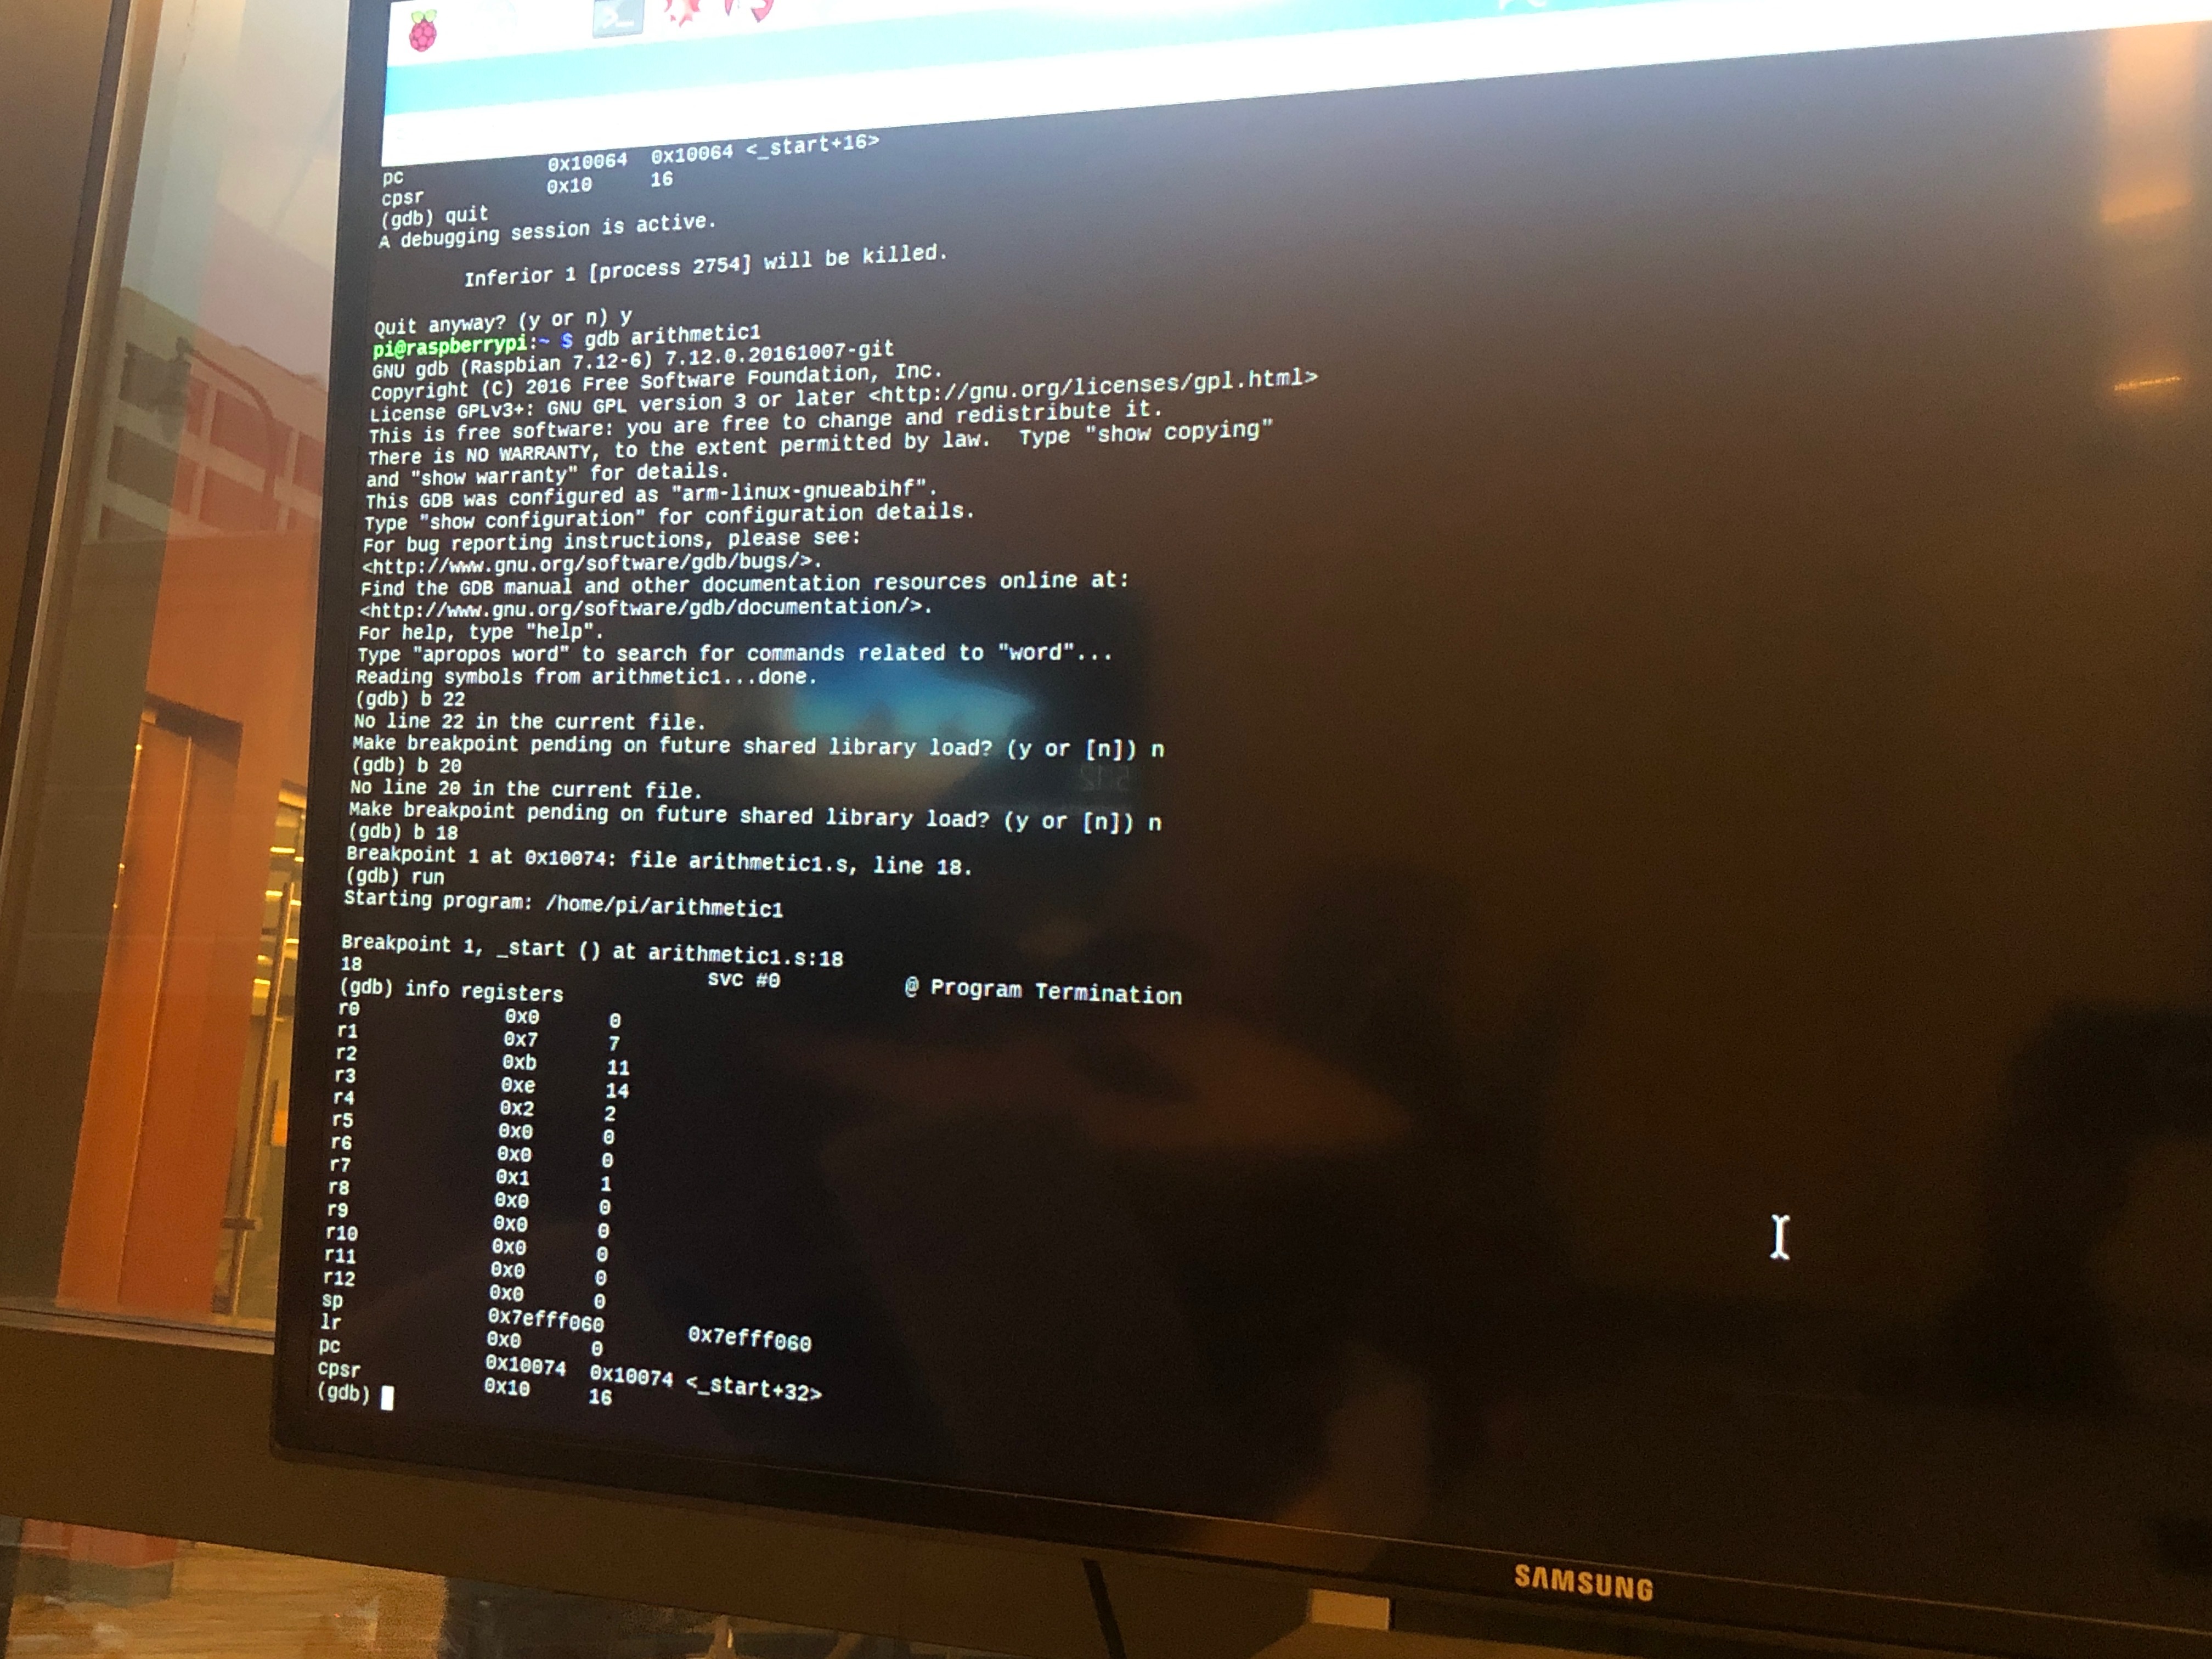 pc 0x10064 0x10064 <_start+16>
cpsr 0x10 16
(gdb) quit
A debugging session is active.
Inferior 1 [process 2754] will be killed.
Quit anyway? (y or n) y
pi@raspberrypi:~ $ gdb arithmetic1
GNU gdb (Raspbian 7.12-6) 7.12.0.20161007-git
Copyright (C) 2016 Free Software Foundation, Inc.
License GPLv3+: GNU GPL version 3 or later <http://gnu.org/licenses/gpl.html>
This is free software: you are free to change and redistribute it.
There is NO WARRANTY, to the extent permitted by law.  Type "show copying"
and "show warranty" for details.
This GDB was configured as "arm-linux-gnueabihf".
Type "show configuration" for configuration details.
For bug reporting instructions, please see:
<http://www.gnu.org/software/gdb/bugs/>.
Find the GDB manual and other documentation resources online at:
<http://www.gnu.org/software/gdb/documentation/>.
For help, type "help".
Type "apropos word" to search for commands related to "word"...
Reading symbols from arithmetic1...done.
(gdb) b 22
No line 22 in the current file.
Make breakpoint pending on future shared library load? (y or [n]) n
(gdb) b 20
No line 20 in the current file.
Make breakpoint pending on future shared library load? (y or [n]) n
(gdb) b 18
Breakpoint 1 at 0x10074: file arithmetic1.s, line 18.
(gdb) run
Starting program: /home/pi/arithmetic1
Breakpoint 1, _start () at arithmetic1.s:18
18 svc #0 @ Program Termination
(gdb) info registers
r0 0x0 0
r1 0x7 7
r2 0xb 11
r3 0xe 14
r4 0x2 2
r5 0x0 0
r6 0x0 0
r7 0x1 1
r8 0x0 0
r9 0x0 0
r10 0x0 0
r11 0x0 0
r12 0x0 0
sp 0x7efff060 0x7efff060
lr 0x0 0
pc 0x10074 0x10074 <_start+32>
cpsr 0x10 16
(gdb)
SAMSUNG